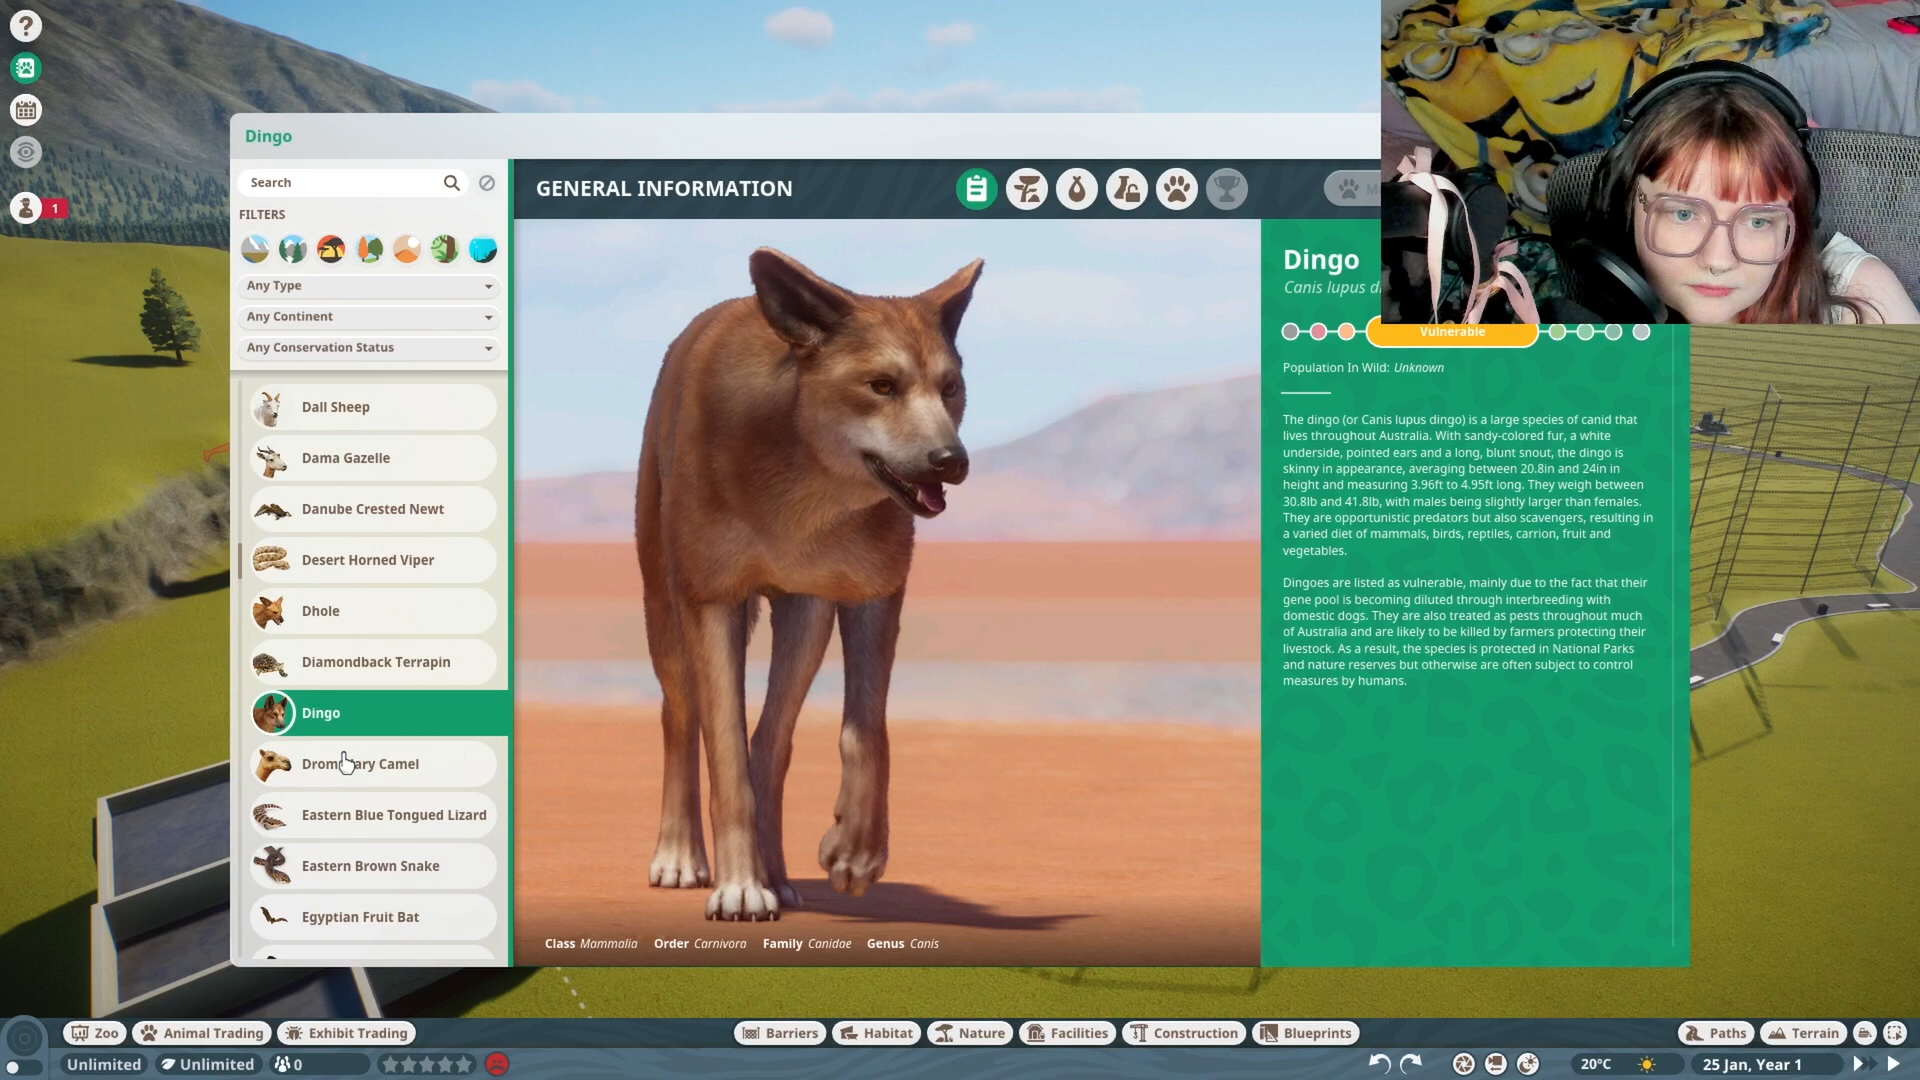 Dingo
Search
FILTERS
Any Type
Any Continent
Any Conservation Status
Dall Sheep
Dama Gazelle
Danube Crested Newt
Desert Horned Viper
Dhole
Diamondback Terrapin
Dingo
Eastern Blue Tongued Lizard
Eastern Brown Snake
Egyptian Fruit Bat
Camel
1
GENERAL INFORMATION
Class Mammalia Order Carnivora Family Canidae Genus Canis
Dingo
Canis lupus
Vulnerable
Population In Wild: Unknown
The dingo (or Canis lupus dingo) is a large species of canid that
lives throughout Australia. With sandy-colored fur, a white
underside, pointed ears and a long, blunt snout, the dingo is
skinny in appearance, averaging between 20.8in and 24in in
height and measuring 3.96ft to 4.95ft long. They weigh between
30.8lb and 41.8lb, with males being slightly larger than females.
They are opportunistic predators but also scavengers, resulting in
a varied diet of mammals, birds, reptiles, carrion, fruit and
vegetables.
Dingoes are listed as vulnerable, mainly due to the fact that their
gene pool is becoming diluted through interbreeding with
domestic dogs. They are also treated as pests throughout much
of Australia and are likely to be killed by farmers protecting their
livestock. As a result, the species is protected in National Parks
and nature reserves but otherwise are often subject to control
measures by humans.
Zoo Animal Trading Exhibit Trading Barriers Habitat Nature Facilities Construction Blueprints Paths Terrain
Unlimited Unlimited 0 20°C 25 Jan, Year 1